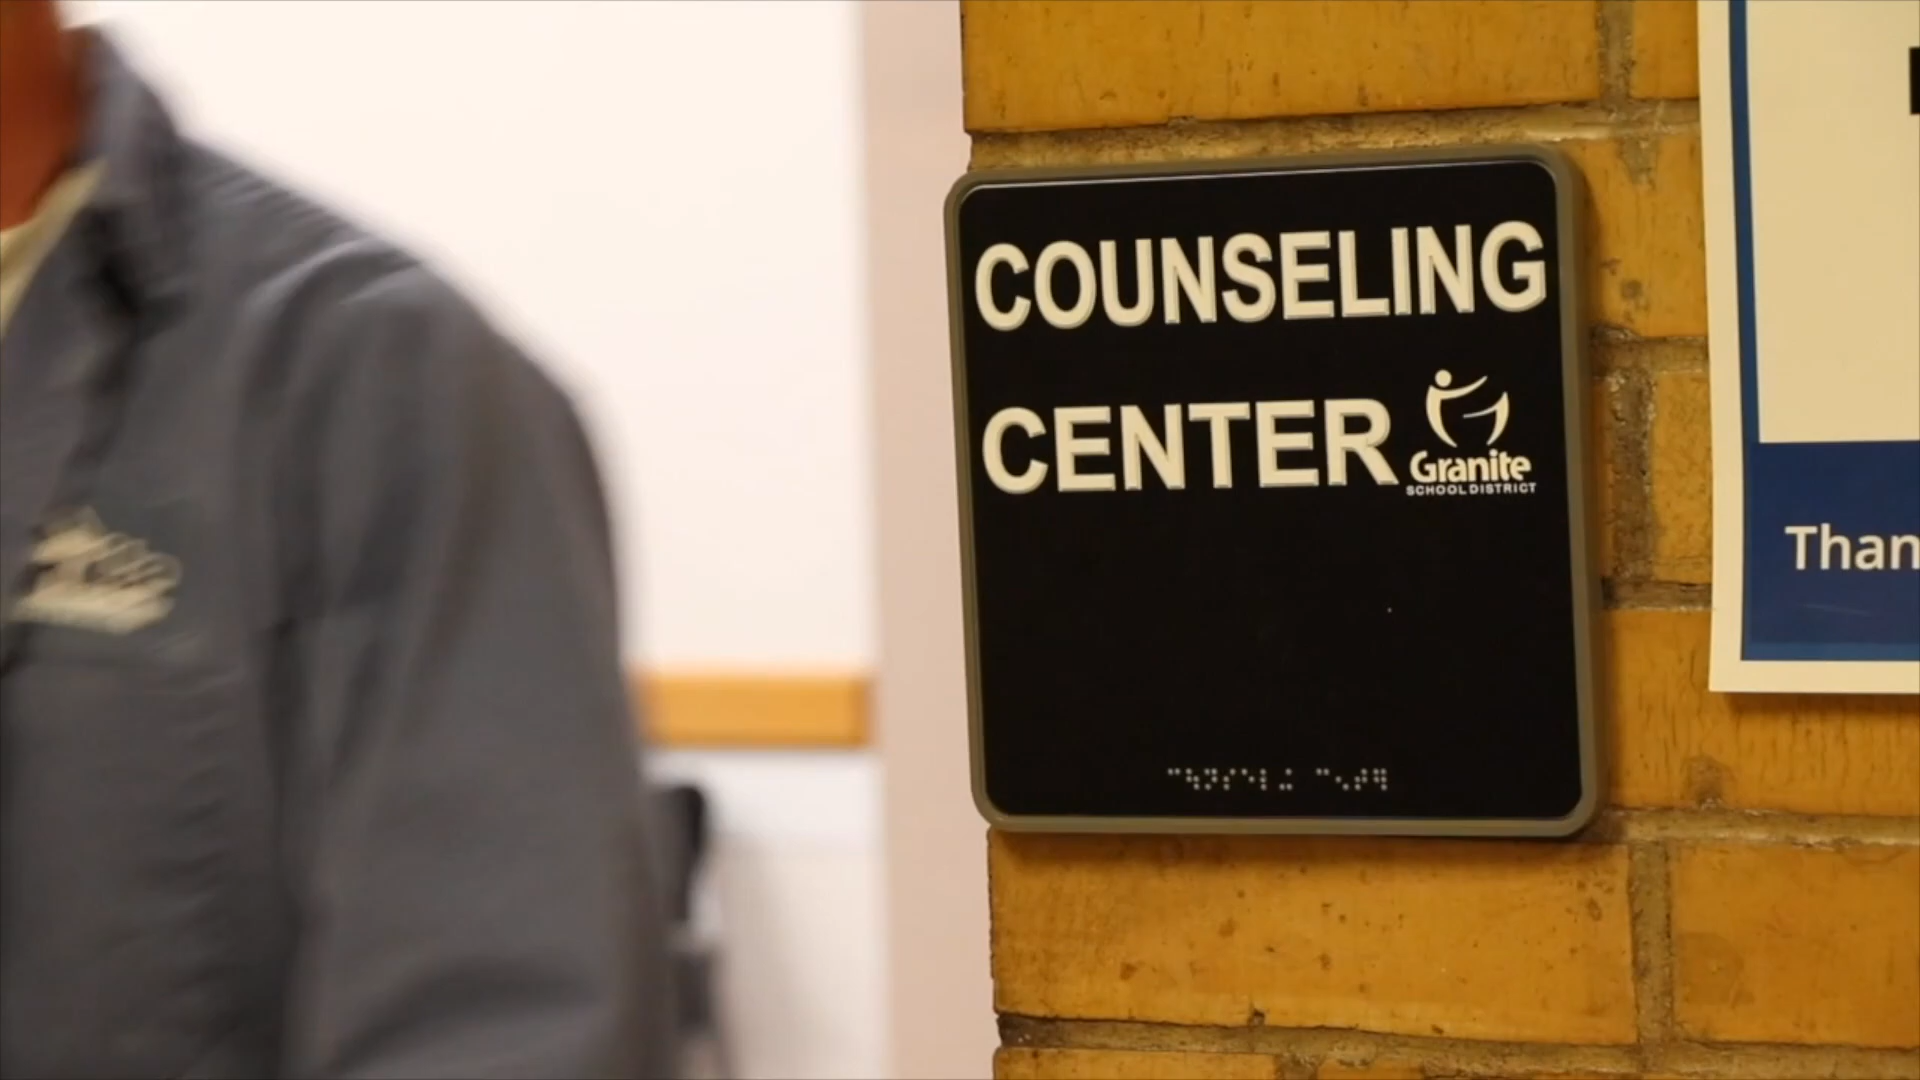 COUNSELING
CENTER
Granite
SCHOOL DISTRICT
Than